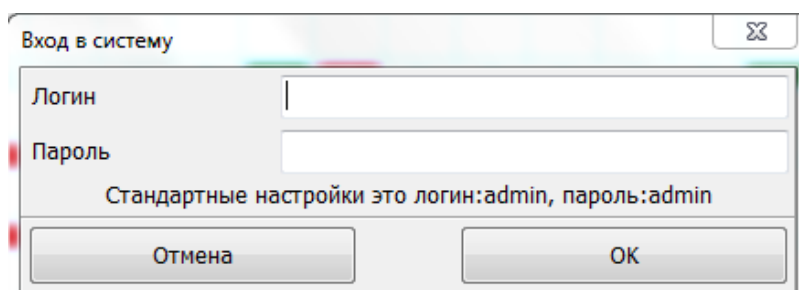 Вход в систему
Логин
Пароль
Стандартные настройки это логин:admin, пароль:admin
Отмена
OK